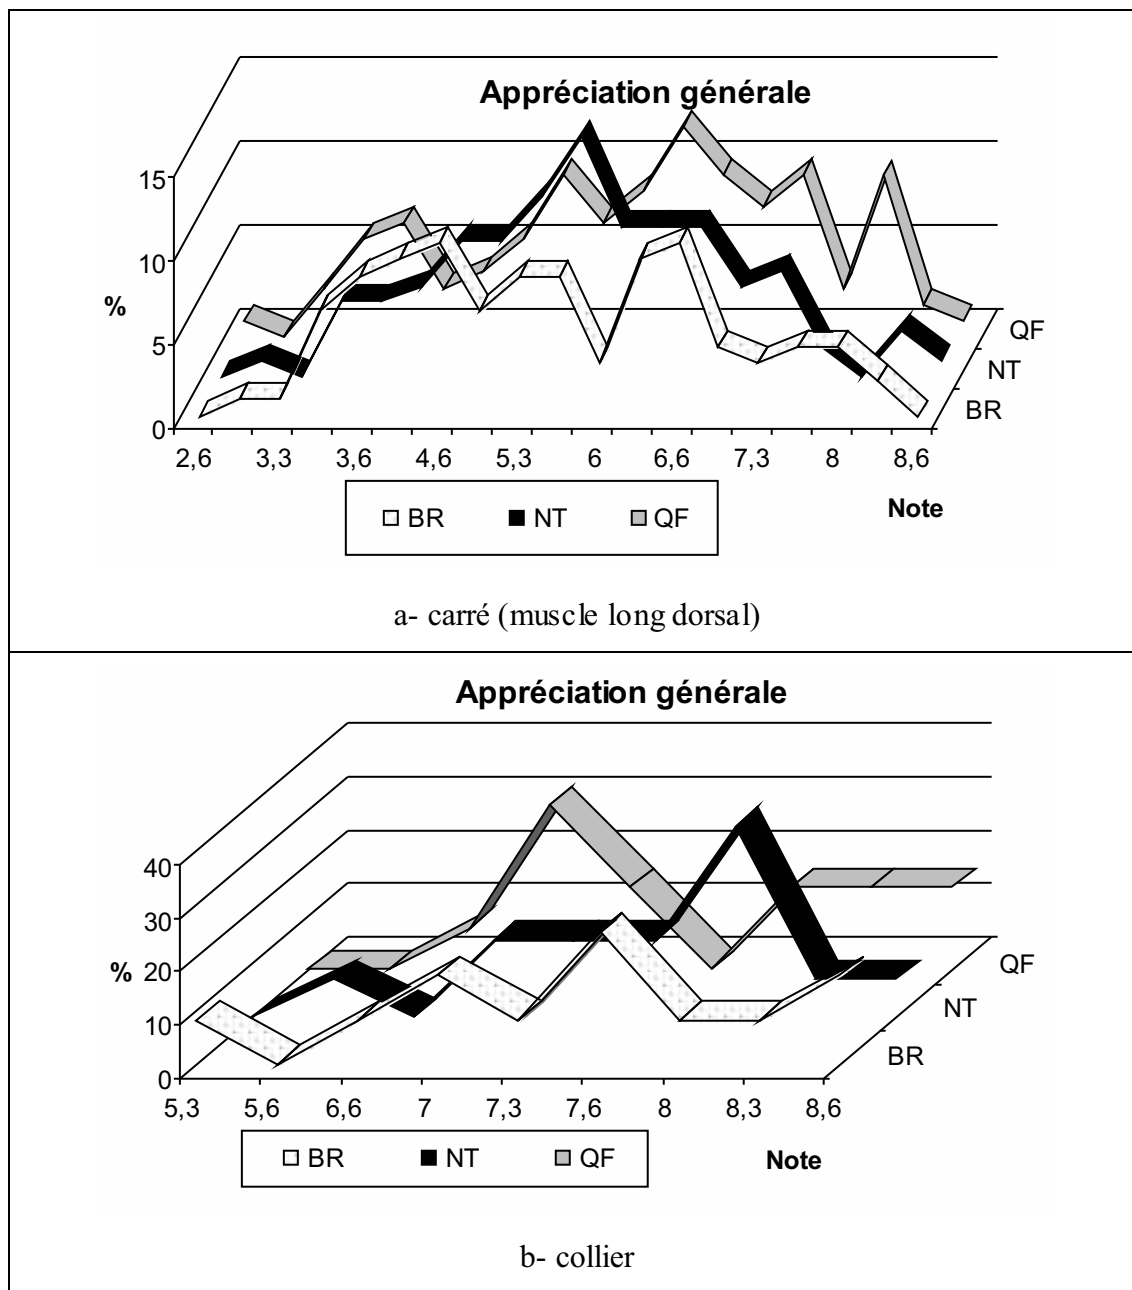 Appréciation générale
15
10
5
0
%
QF
NT
BR
2,6 3,3 3,6 4,6 5,3 6 6,6 7,3 8 8,6
Note
BR NT QF
a- carré (muscle long dorsal)
Appréciation générale
40
30
20
10
0
%
QF
NT
BR
5,3 5,6 6,6 7 7,3 7,6 8 8,3 8,6
Note
BR NT QF
b- collier